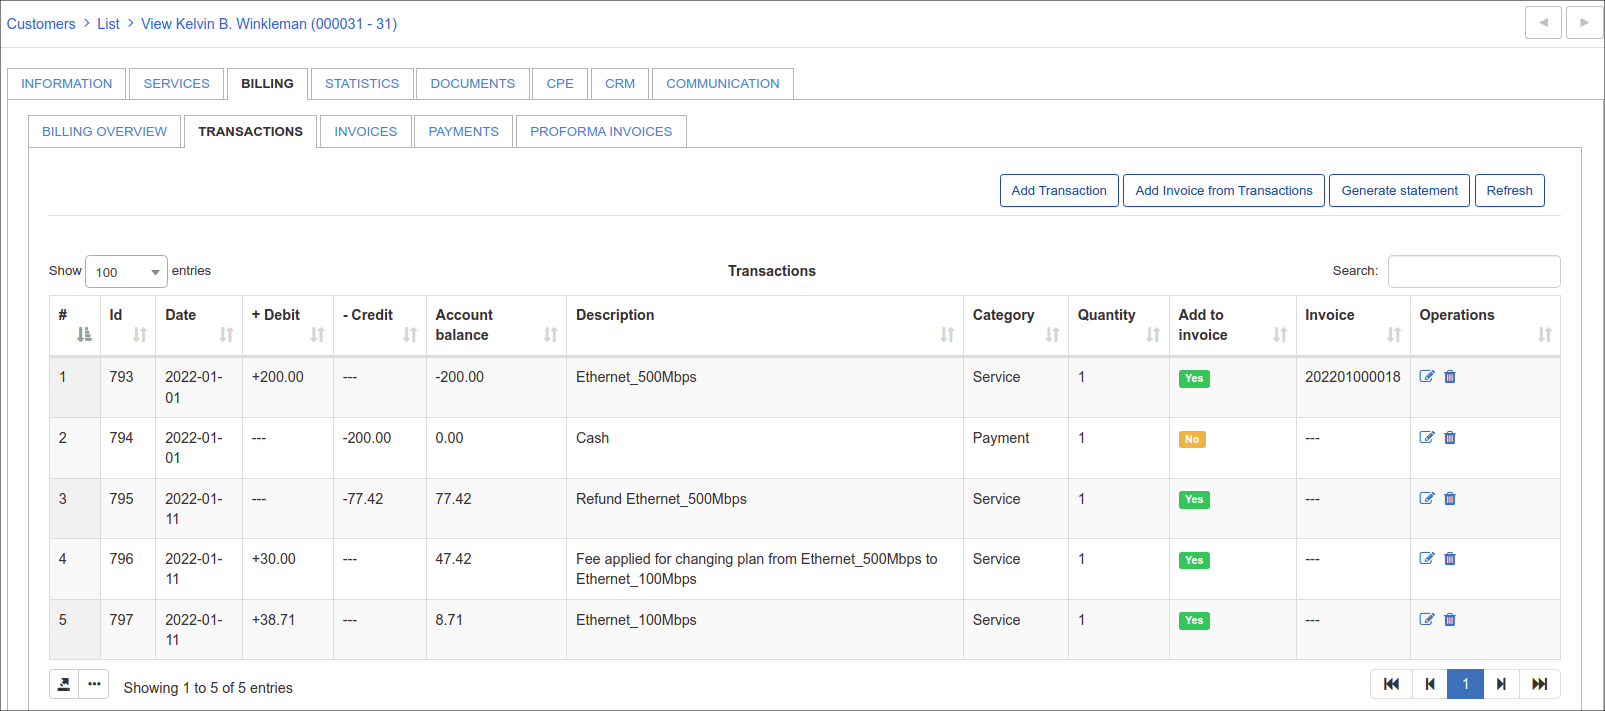 Customers > List > View Kelvin B. Winkleman (000031 - 31)
INFORMATION SERVICES BILLING STATISTICS DOCUMENTS CPE CRM COMMUNICATION
BILLING OVERVIEW TRANSACTIONS INVOICES PAYMENTS PROFORMA INVOICES
Add Transaction Add Invoice from Transactions Generate statement Refresh
Show 100 entries Transactions Search:
# Id Date + Debit - Credit Account Description Category Quantity Add to Invoice Operations
balance invoice
1 793 2022-01- +200.00 --- -200.00 Ethernet_500Mbps Service 1 Yes 202201000018
01
2 794 2022-01- --- -200.00 0.00 Cash Payment 1 No ---
01
3 795 2022-01- --- -77.42 77.42 Refund Ethernet_500Mbps Service 1 Yes ---
11
4 796 2022-01- +30.00 --- 47.42 Fee applied for changing plan from Ethernet_500Mbps to Service 1 Yes ---
11 Ethernet_100Mbps
5 797 2022-01- +38.71 --- 8.71 Ethernet_100Mbps Service 1 Yes ---
11
Showing 1 to 5 of 5 entries 1